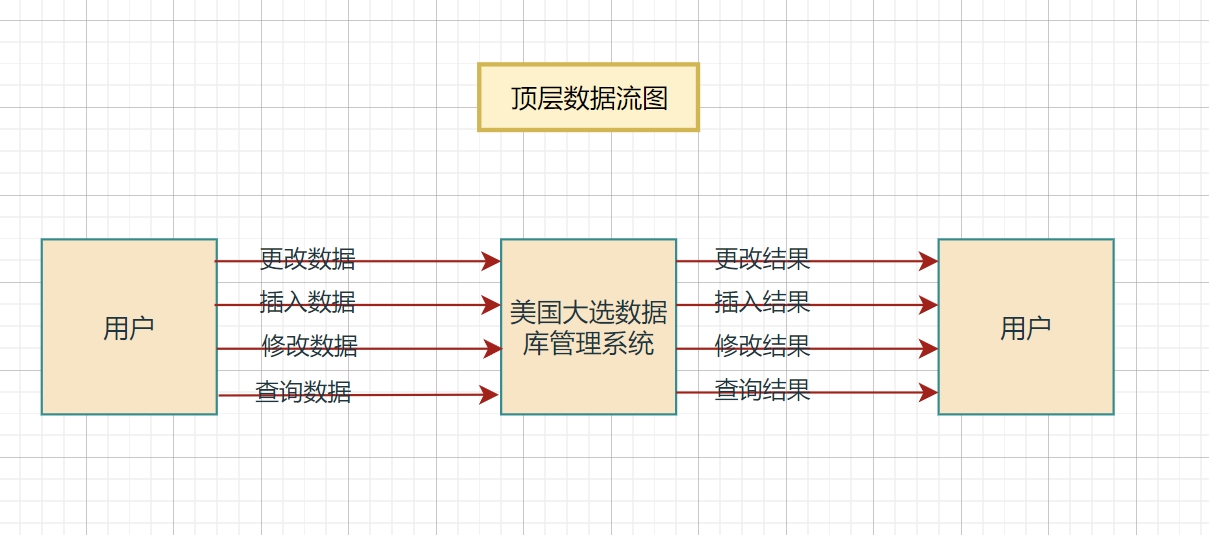 顶层数据流图
更改数据
更改结果
插入数据
插入结果
用户
美国大选数据
库管理系统
用户
修改数据
修改结果
查询数据
查询结果